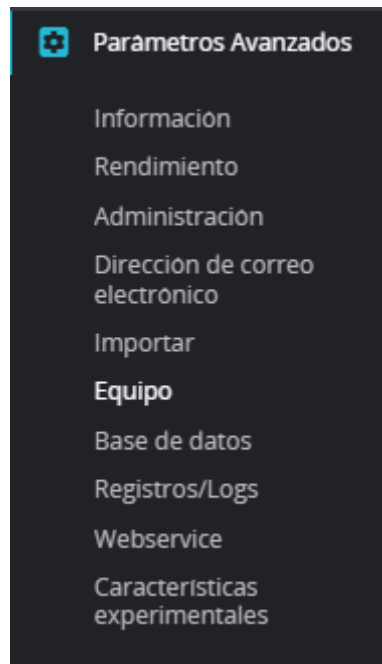 Parámetros Avanzados
Información
Rendimiento
Administración
Dirección de correo
electrónico
Importar
Equipo
Base de datos
Registros/Logs
Webservice
Características
experimentales